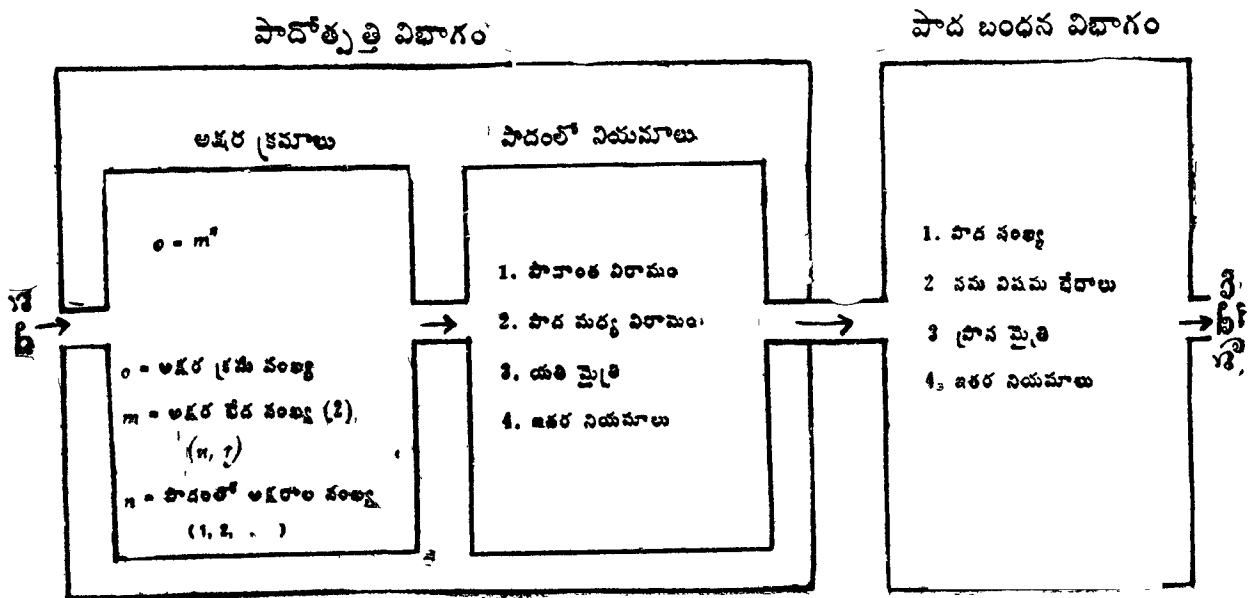 పాదోత్పత్తి విభాగం
పాద బంధన విభాగం
అక్షర క్రమాలు
పాదంలో నియమాలు
o = mⁿ
o = అక్షర క్రమ సంఖ్య
m = అక్షర భేద సంఖ్య (2),
n = పాదంలో అక్షరాల సంఖ్య
(1, 2, . )
1. పాదాంత విరామం
2. పాద మధ్య విరామం
3. యతి మైత్రి
4. ఇతర నియమాలు
1. పాద సంఖ్య
2 సమ విషమ భేదాలు
3 ప్రాస మైత్రి
4. ఇతర నియమాలు